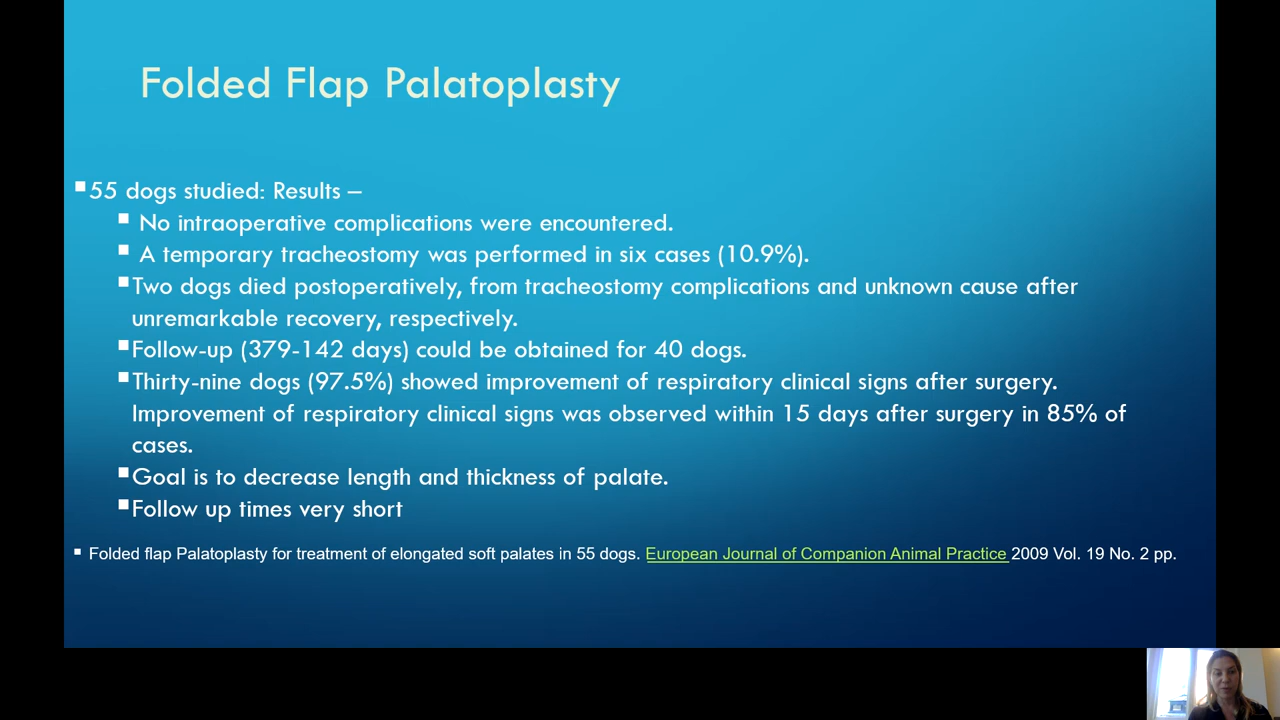 Folded Flap Palatoplasty
55 dogs studied: Results –
No intraoperative complications were encountered.
A temporary tracheostomy was performed in six cases (10.9%).
Two dogs died postoperatively, from tracheostomy complications and unknown cause after
unremarkable recovery, respectively.
Follow-up (379-142 days) could be obtained for 40 dogs.
Thirty-nine dogs (97.5%) showed improvement of respiratory clinical signs after surgery.
Improvement of respiratory clinical signs was observed within 15 days after surgery in 85% of
cases.
Goal is to decrease length and thickness of palate.
Follow up times very short
Folded flap Palatoplasty for treatment of elongated soft palates in 55 dogs. European Journal of Companion Animal Practice 2009 Vol. 19 No. 2 pp.